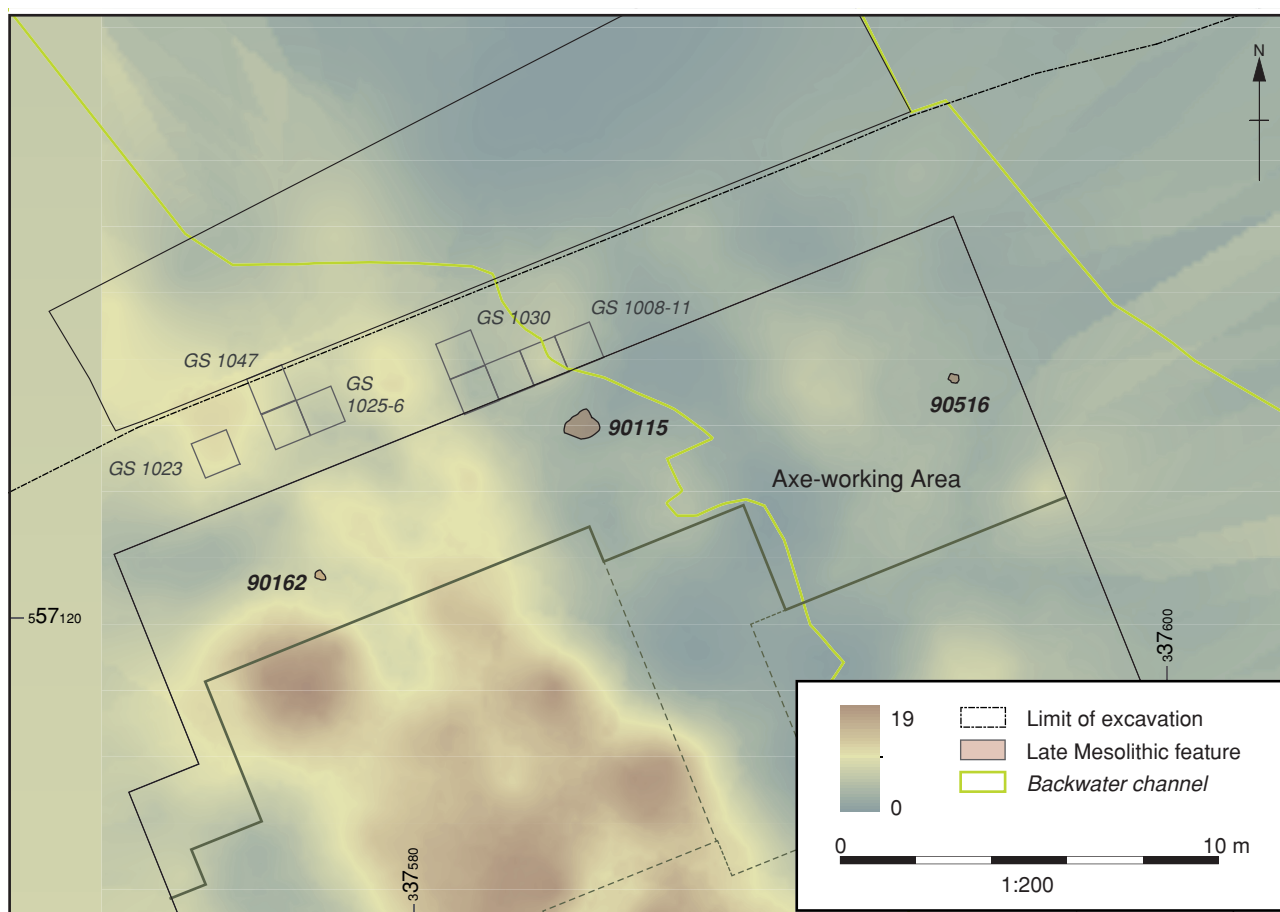 N
GS 1008-11
GS 1030
GS 1047
GS
1025-6
90516
90115
GS 1023
Axe-working Area
90162
557120
337600
337580
19
0
Limit of excavation
Late Mesolithic feature
Backwater channel
0
10 m
1:200